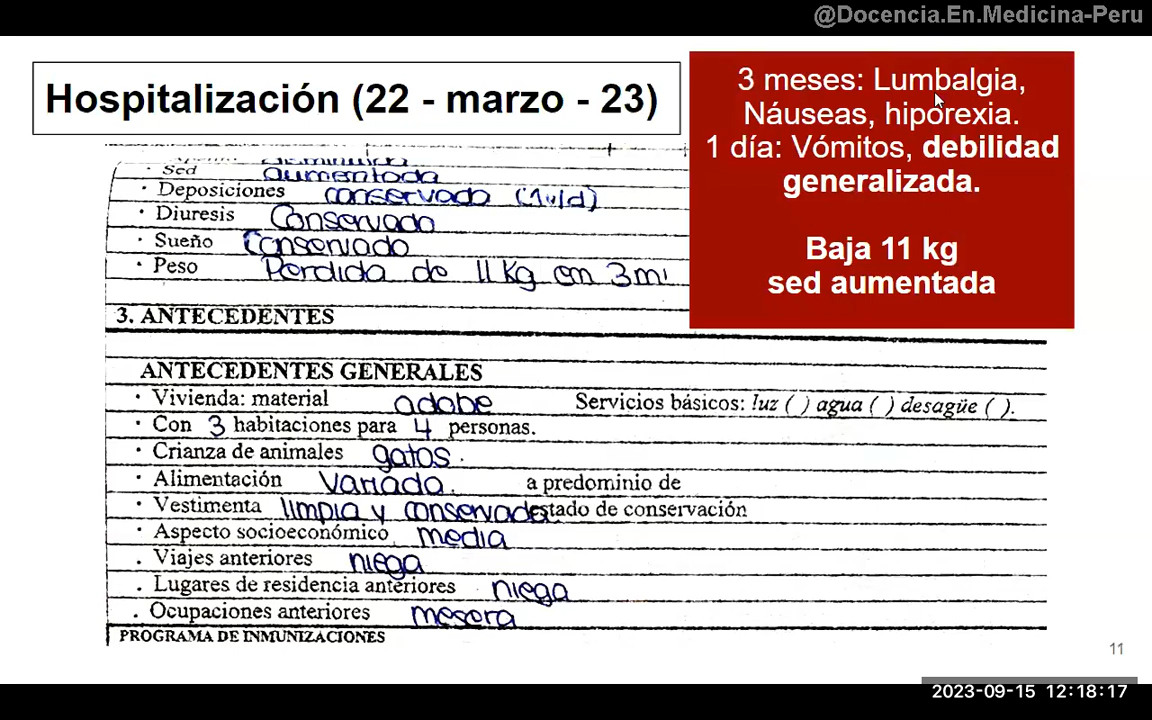 @Docencia.En.Medicina-Peru
Hospitalización (22 - marzo - 23)
3 meses: Lumbalgia,
Náuseas, hiporexia.
1 día: Vómitos, debilidad
generalizada.
Baja 11 kg
sed aumentada
· Sed aumentada
· Deposiciones conservado (1v/d)
· Diuresis Conservado
· Sueño Conservado
· Peso Perdida de 11 Kg en 3m
3. ANTECEDENTES
ANTECEDENTES GENERALES
· Vivienda: material adobe Servicios básicos: luz ( ) agua ( ) desagüe ( ).
· Con 3 habitaciones para 4 personas.
· Crianza de animales gatos.
· Alimentación Variada. a predominio de
· Vestimenta limpia y conservada estado de conservación
· Aspecto socioeconómico media
. Viajes anteriores niega
. Lugares de residencia anteriores niega
. Ocupaciones anteriores mesera
PROGRAMA DE INMUNIZACIONES
11
2023-09-15 12:18:17